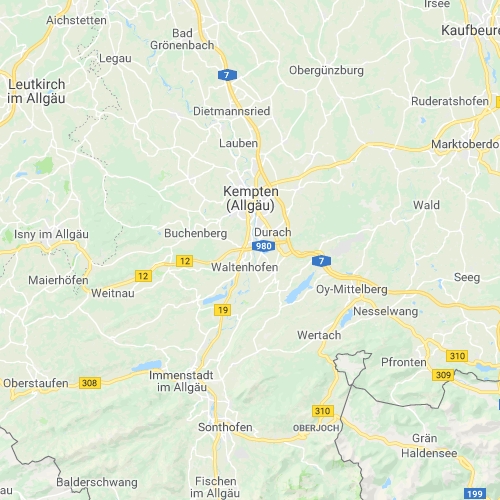 Aichstetten
Irsee
Bad
Grönenbach
Kaufbeure
Legau
Obergünzburg
7
Leutkirch
im Allgäu
Ruderatshofen
Dietmannsried
Lauben
Marktoberdo
Kempten
(Allgäu)
Wald
Isny im Allgäu
Buchenberg
Durach
980
12
7
Waltenhofen
12
Maierhöfen
Seeg
Weitnau
Oy-Mittelberg
19
Nesselwang
Wertach
310
Pfronten
309
Immenstadt
im Allgäu
Oberstaufen
308
310
Sonthofen
OBERJOCH
Grän
Haldensee
Balderschwang
Fischen
im Allgäu
199